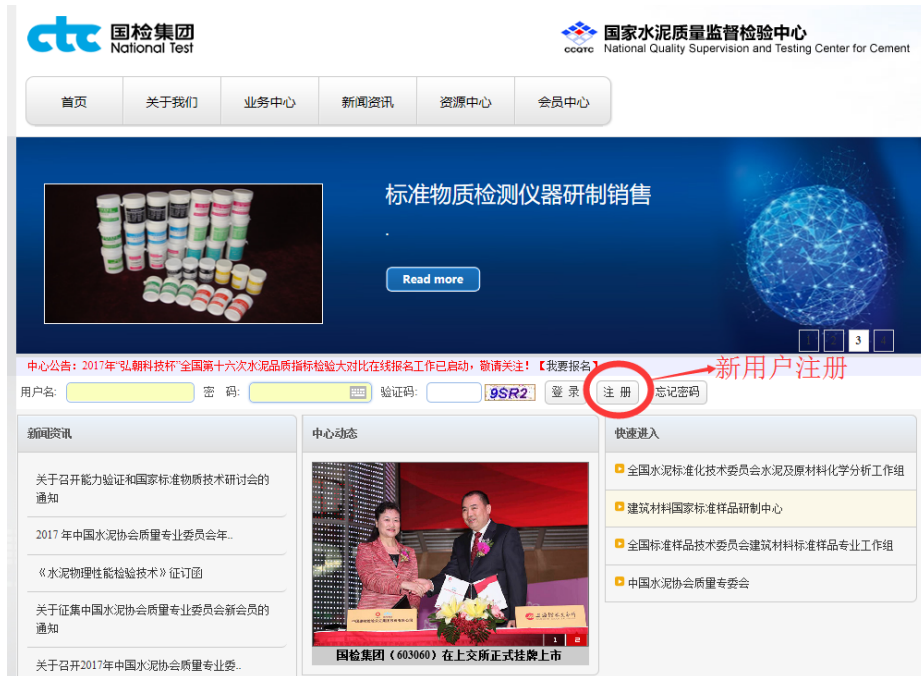 ctc 国检集团
National Test
CCQTC 国家水泥质量监督检验中心
National Quality Supervision and Testing Center for Cement
首页 关于我们 业务中心 新闻资讯 资源中心 会员中心
标准物质检测仪器研制销售
.
Read more
1 2 3 4
中心公告：2017年“弘朝科技杯”全国第十六次水泥品质指标检验大对比在线报名工作已启动，敬请关注！【我要报名】
新用户注册
用户名: 密 码: 验证码: 9SR2 登 录 注 册 忘记密码
新闻资讯
关于召开能力验证和国家标准物质技术研讨会的
通知
2017 年中国水泥协会质量专业委员会年..
《水泥物理性能检验技术》征订函
关于征集中国水泥协会质量专业委员会新会员的
通知
关于召开2017年中国水泥协会质量专业委..
中心动态
1 2
国检集团（603060）在上交所正式挂牌上市
快速进入
全国水泥标准化技术委员会水泥及原材料化学分析工作组
建筑材料国家标准样品研制中心
全国标准样品技术委员会建筑材料标准样品专业工作组
中国水泥协会质量专委会